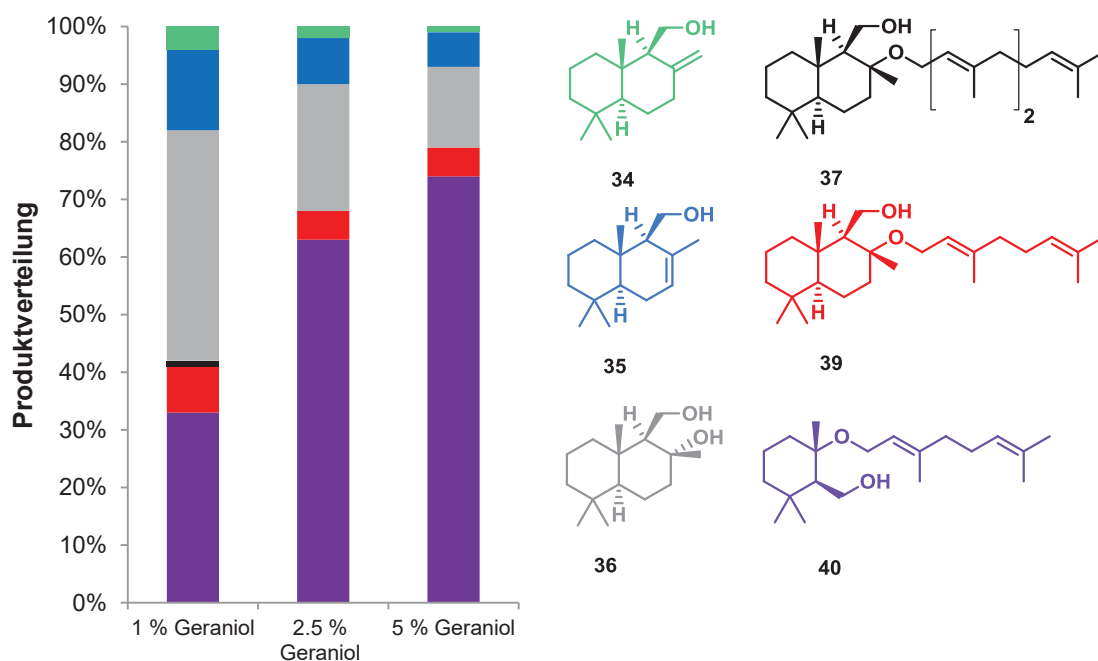 Produktverteilung
100%
90%
80%
70%
60%
50%
40%
30%
20%
10%
0%
1 % Geraniol
2.5 %
Geraniol
5 % Geraniol
H
OH
H
34
H
OH
O
2
H
37
H
OH
H
35
H
OH
O
H
39
H
OH
OH
H
36
O
OH
40